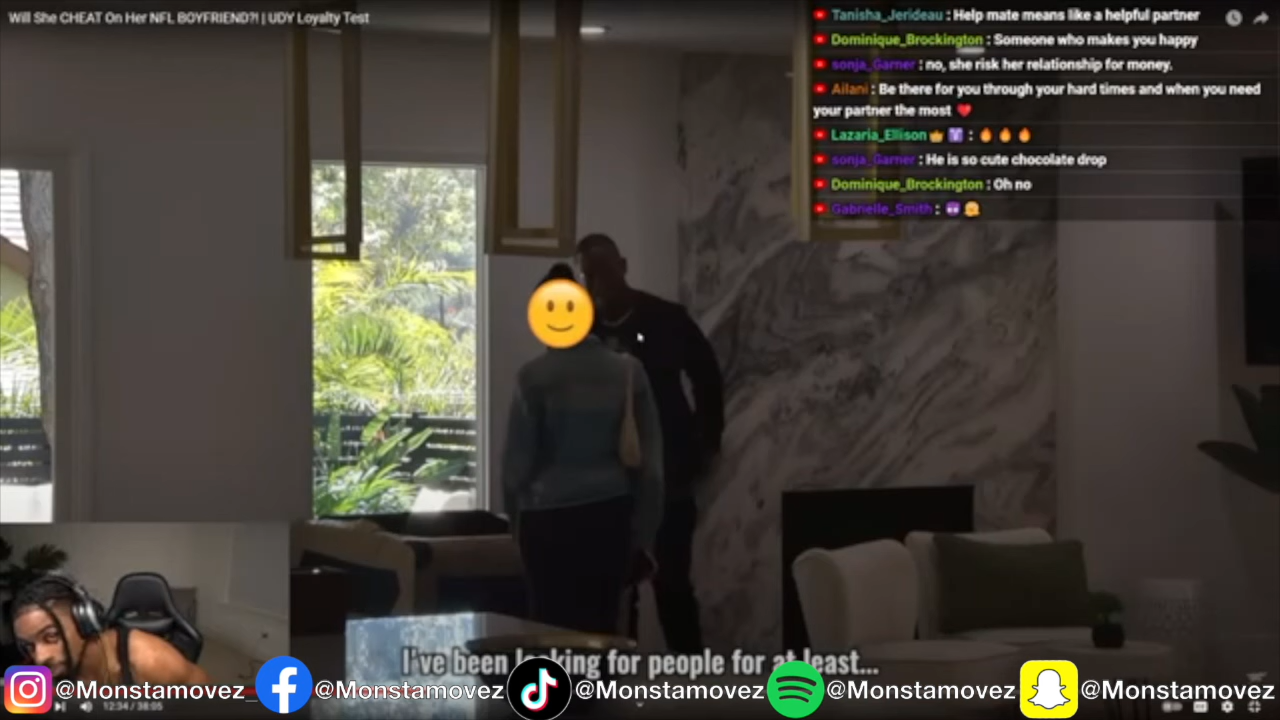 Will She CHEAT On Her NFL BOYFRIEND?! | UDY Loyalty Test
Tanisha_Jerideau : Help mate means like a helpful partner
Dominique_Brockington : Someone who makes you happy
sonja_Garner : no, she risk her relationship for money.
Ailani : Be there for you through your hard times and when you need
your partner the most ❤️
Lazaria_Ellison👑♈ : 🔥🔥🔥
sonja_Garner : He is so cute chocolate drop
Dominique_Brockington : Oh no
Gabrielle_Smith : 
I've been looking for people for at least...
@Monstamovez_ @Monstamovez @Monstamovez @Monstamovez @Monstamovez
12:34 / 38:05